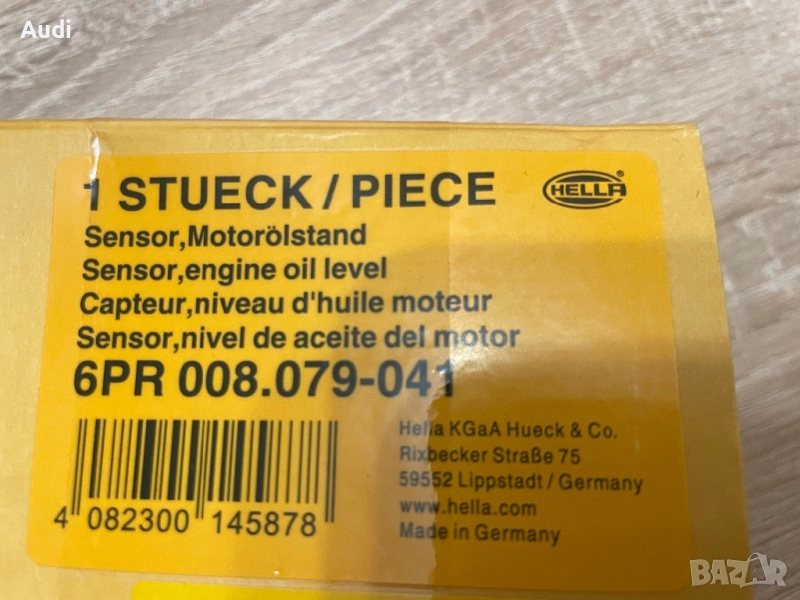 Audi
1 STUECK / PIECE
HELLA ®
Sensor,Motorölstand
Sensor,engine oil level
Capteur,niveau d'huile moteur
Sensor,nivel de aceite del motor
6PR 008.079-041
Hella KGaA Hueck & Co.
Rixbecker Straße 75
59552 Lippstadt / Germany
www.hella.com
Made in Germany
4 082300 145878
BAZAR